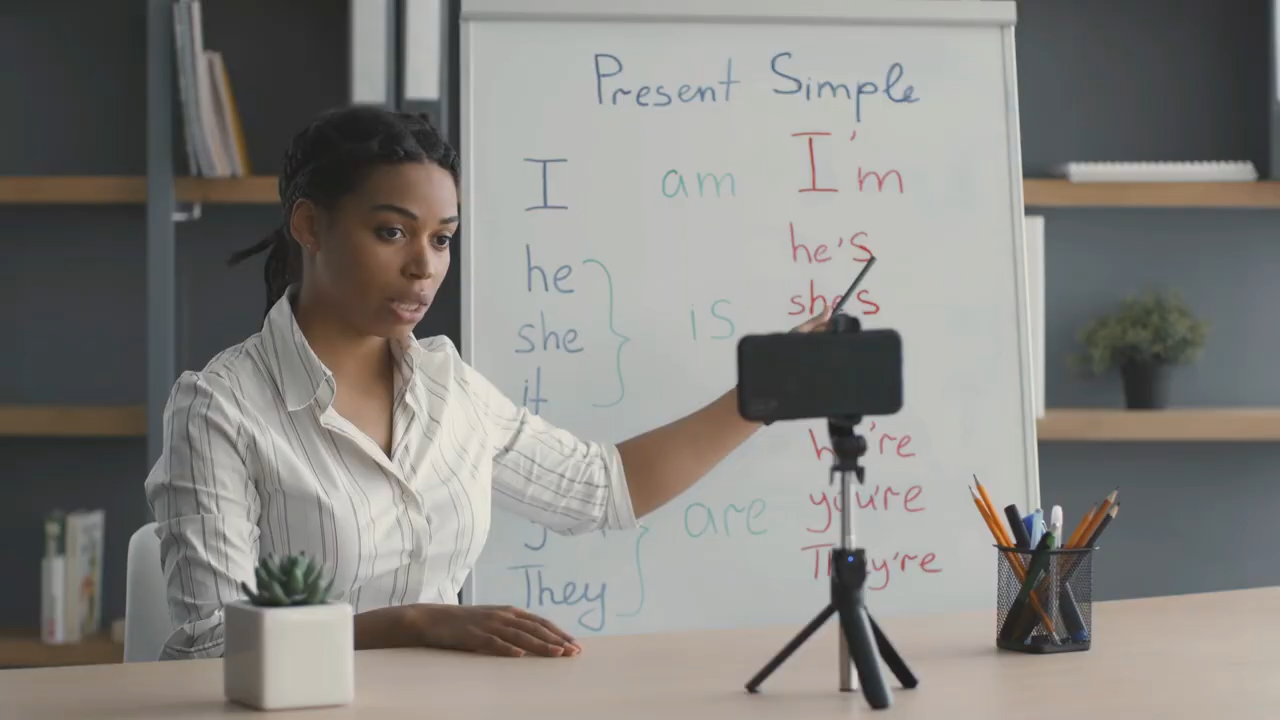 Present Simple
I am I'm
he he's
she is she's
it
are you're
They They're